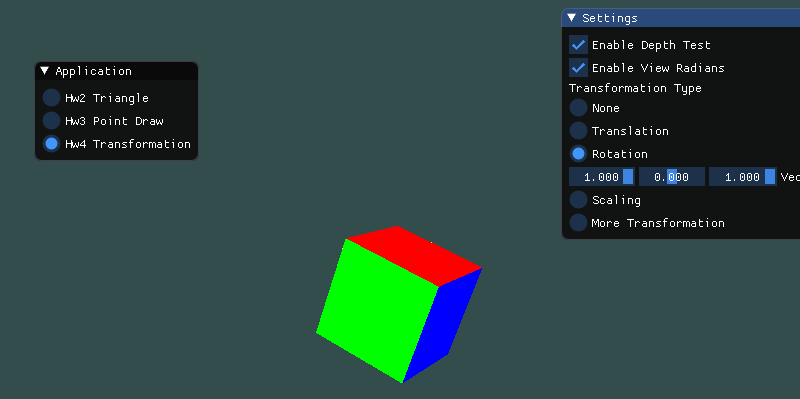 Application
Hw2 Triangle
Hw3 Point Draw
Hw4 Transformation
Settings
Enable Depth Test
Enable View Radians
Transformation Type
None
Translation
Rotation
1.000 0.000 1.000 Vec
Scaling
More Transformation